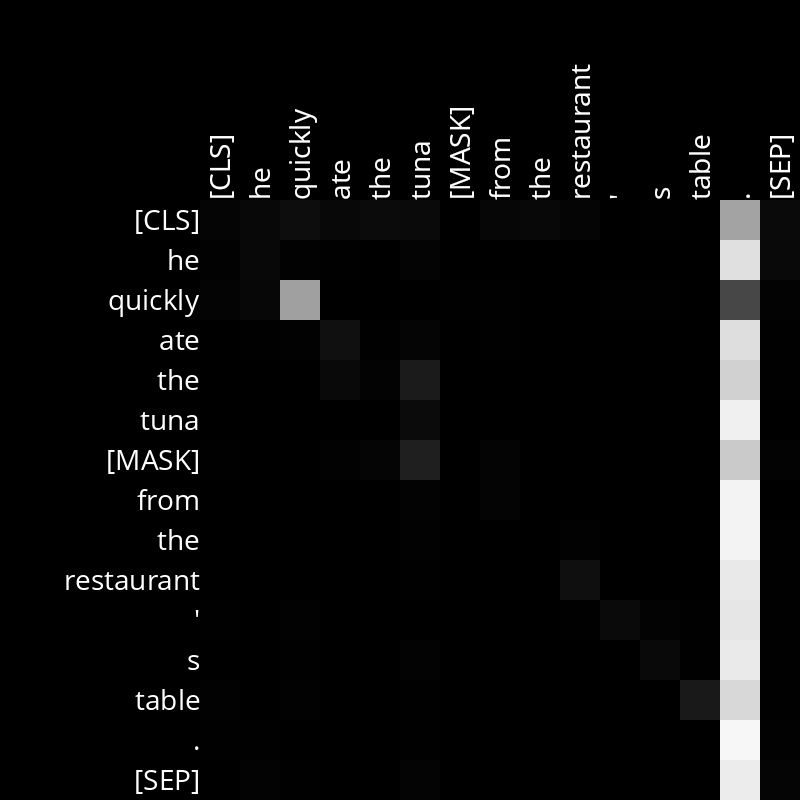 [CLS]
he
quickly
ate
the
tuna
[MASK]
from
the
restaurant
'
s
table
.
[SEP]
[CLS]
he
quickly
ate
the
tuna
[MASK]
from
the
restaurant
'
s
table
.
[SEP]